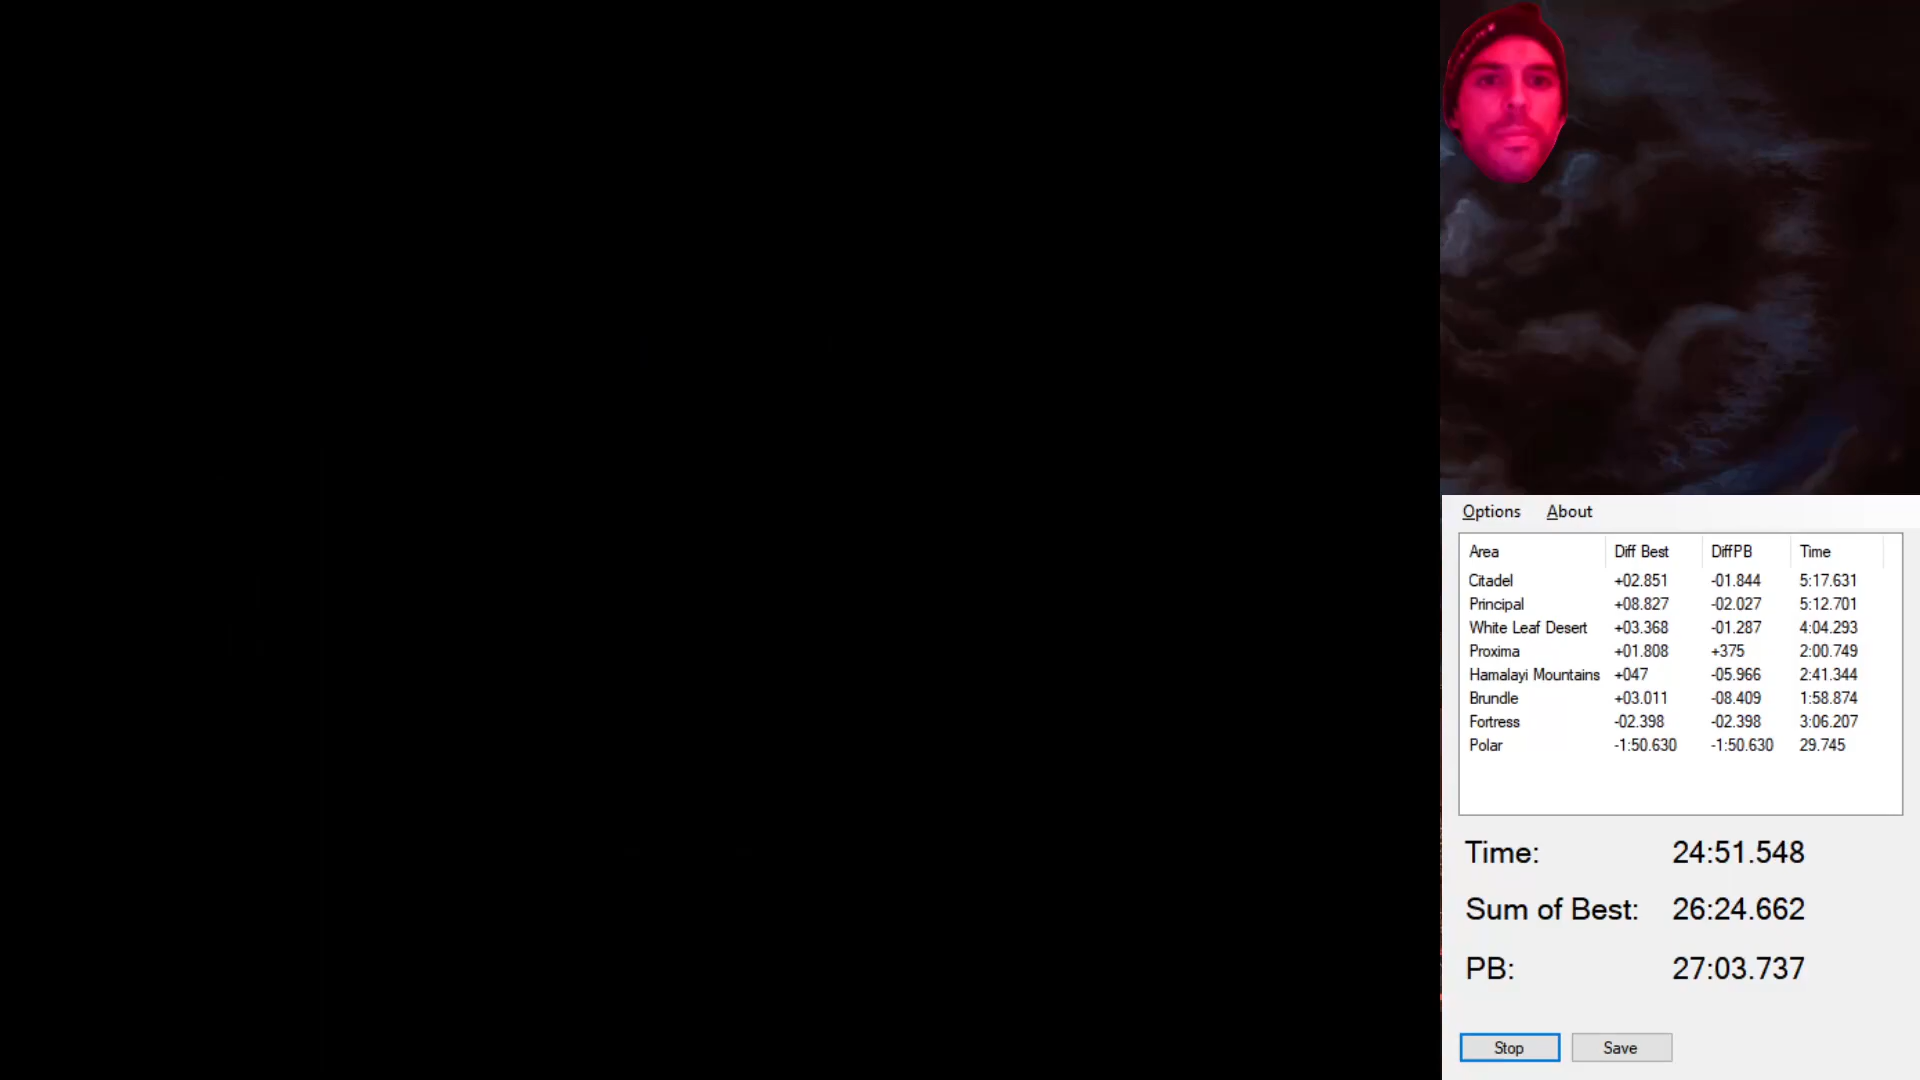 Options About
Area Diff Best DiffPB Time
Citadel +02.851 -01.844 5:17.631
Principal +08.827 -02.027 5:12.701
White Leaf Desert +03.368 -01.287 4:04.293
Proxima +01.808 +375 2:00.749
Hamalayi Mountains +047 -05.966 2:41.344
Brundle +03.011 -08.409 1:58.874
Fortress -02.398 -02.398 3:06.207
Polar -1:50.630 -1:50.630 29.745
Time: 24:51.548
Sum of Best: 26:24.662
PB: 27:03.737
Stop Save